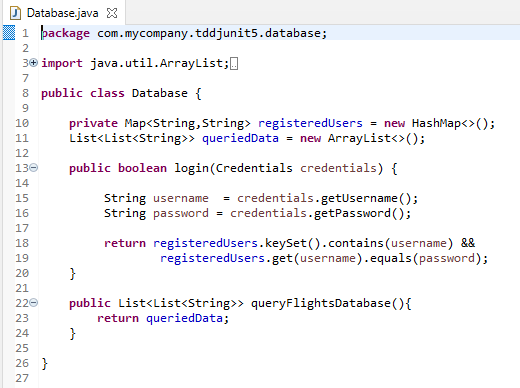 Database.java
1 package com.mycompany.tddjunit5.database;
2
3 import java.util.ArrayList;
7
8 public class Database {
9
10 private Map<String,String> registeredUsers = new HashMap<>();
11 List<List<String>> queriedData = new ArrayList<>();
12
13 public boolean login(Credentials credentials) {
14
15 String username  = credentials.getUsername();
16 String password = credentials.getPassword();
17
18 return registeredUsers.keySet().contains(username) &&
19 registeredUsers.get(username).equals(password);
20 }
21
22 public List<List<String>> queryFlightsDatabase(){
23 return queriedData;
24 }
25
26 }
27